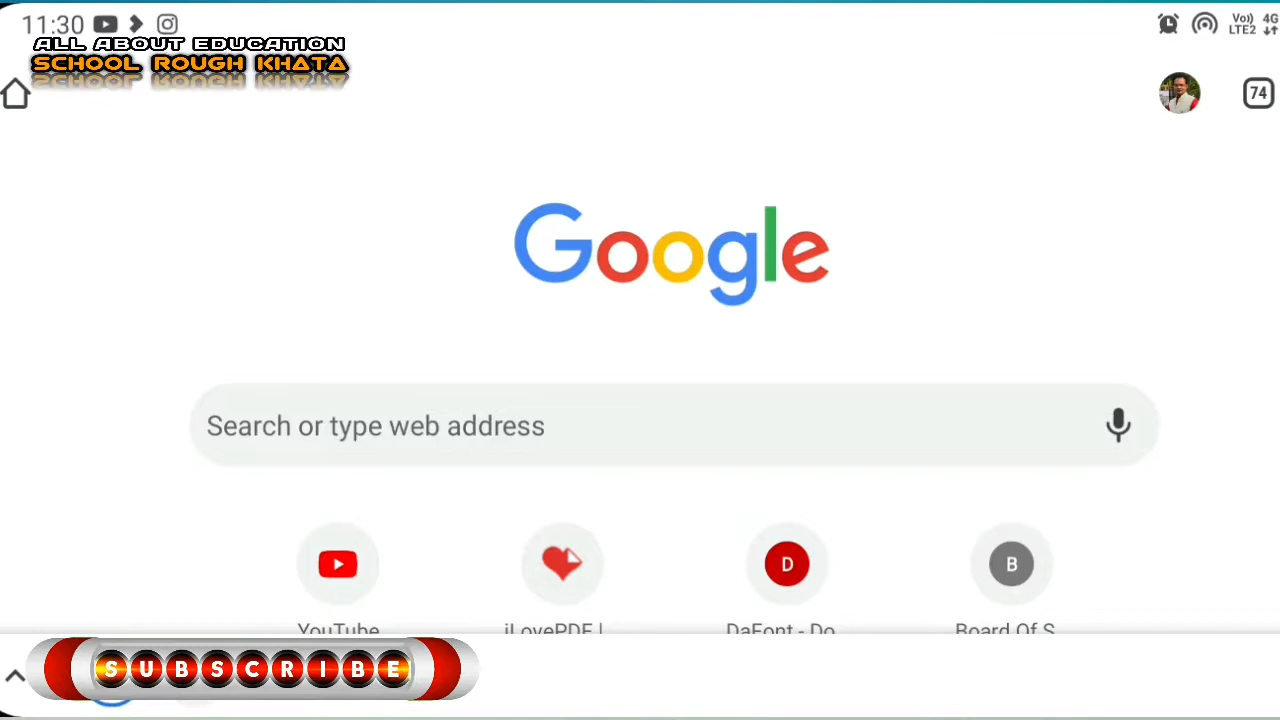 11:30
Vo) 4G
LTE2
ALL ABOUT EDUCATION
SCHOOL ROUGH KHATA
74
Google
Search or type web address
D
B
YouTube
iLovePDF |
DaFont - Do
Board Of S
SUBSCRIBE